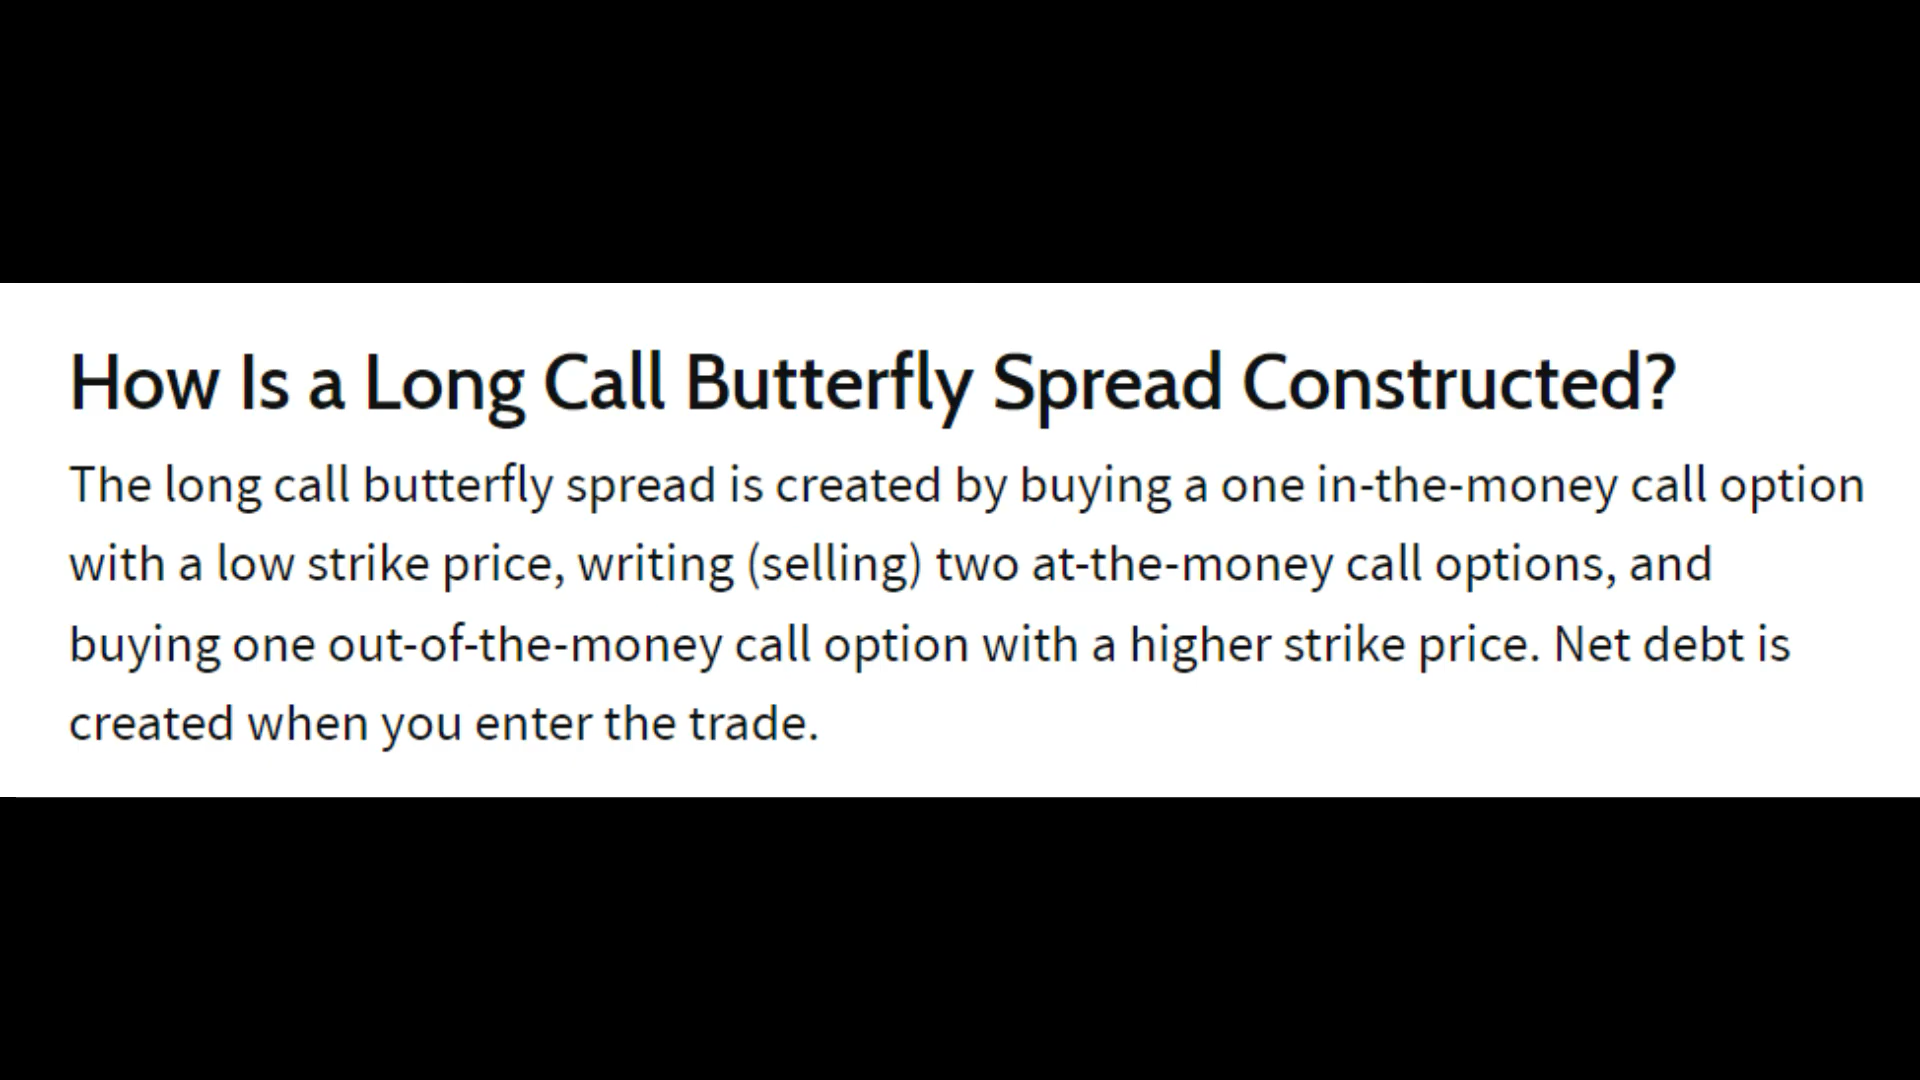 How Is a Long Call Butterfly Spread Constructed?
The long call butterfly spread is created by buying a one in-the-money call option
with a low strike price, writing (selling) two at-the-money call options, and
buying one out-of-the-money call option with a higher strike price. Net debt is
created when you enter the trade.